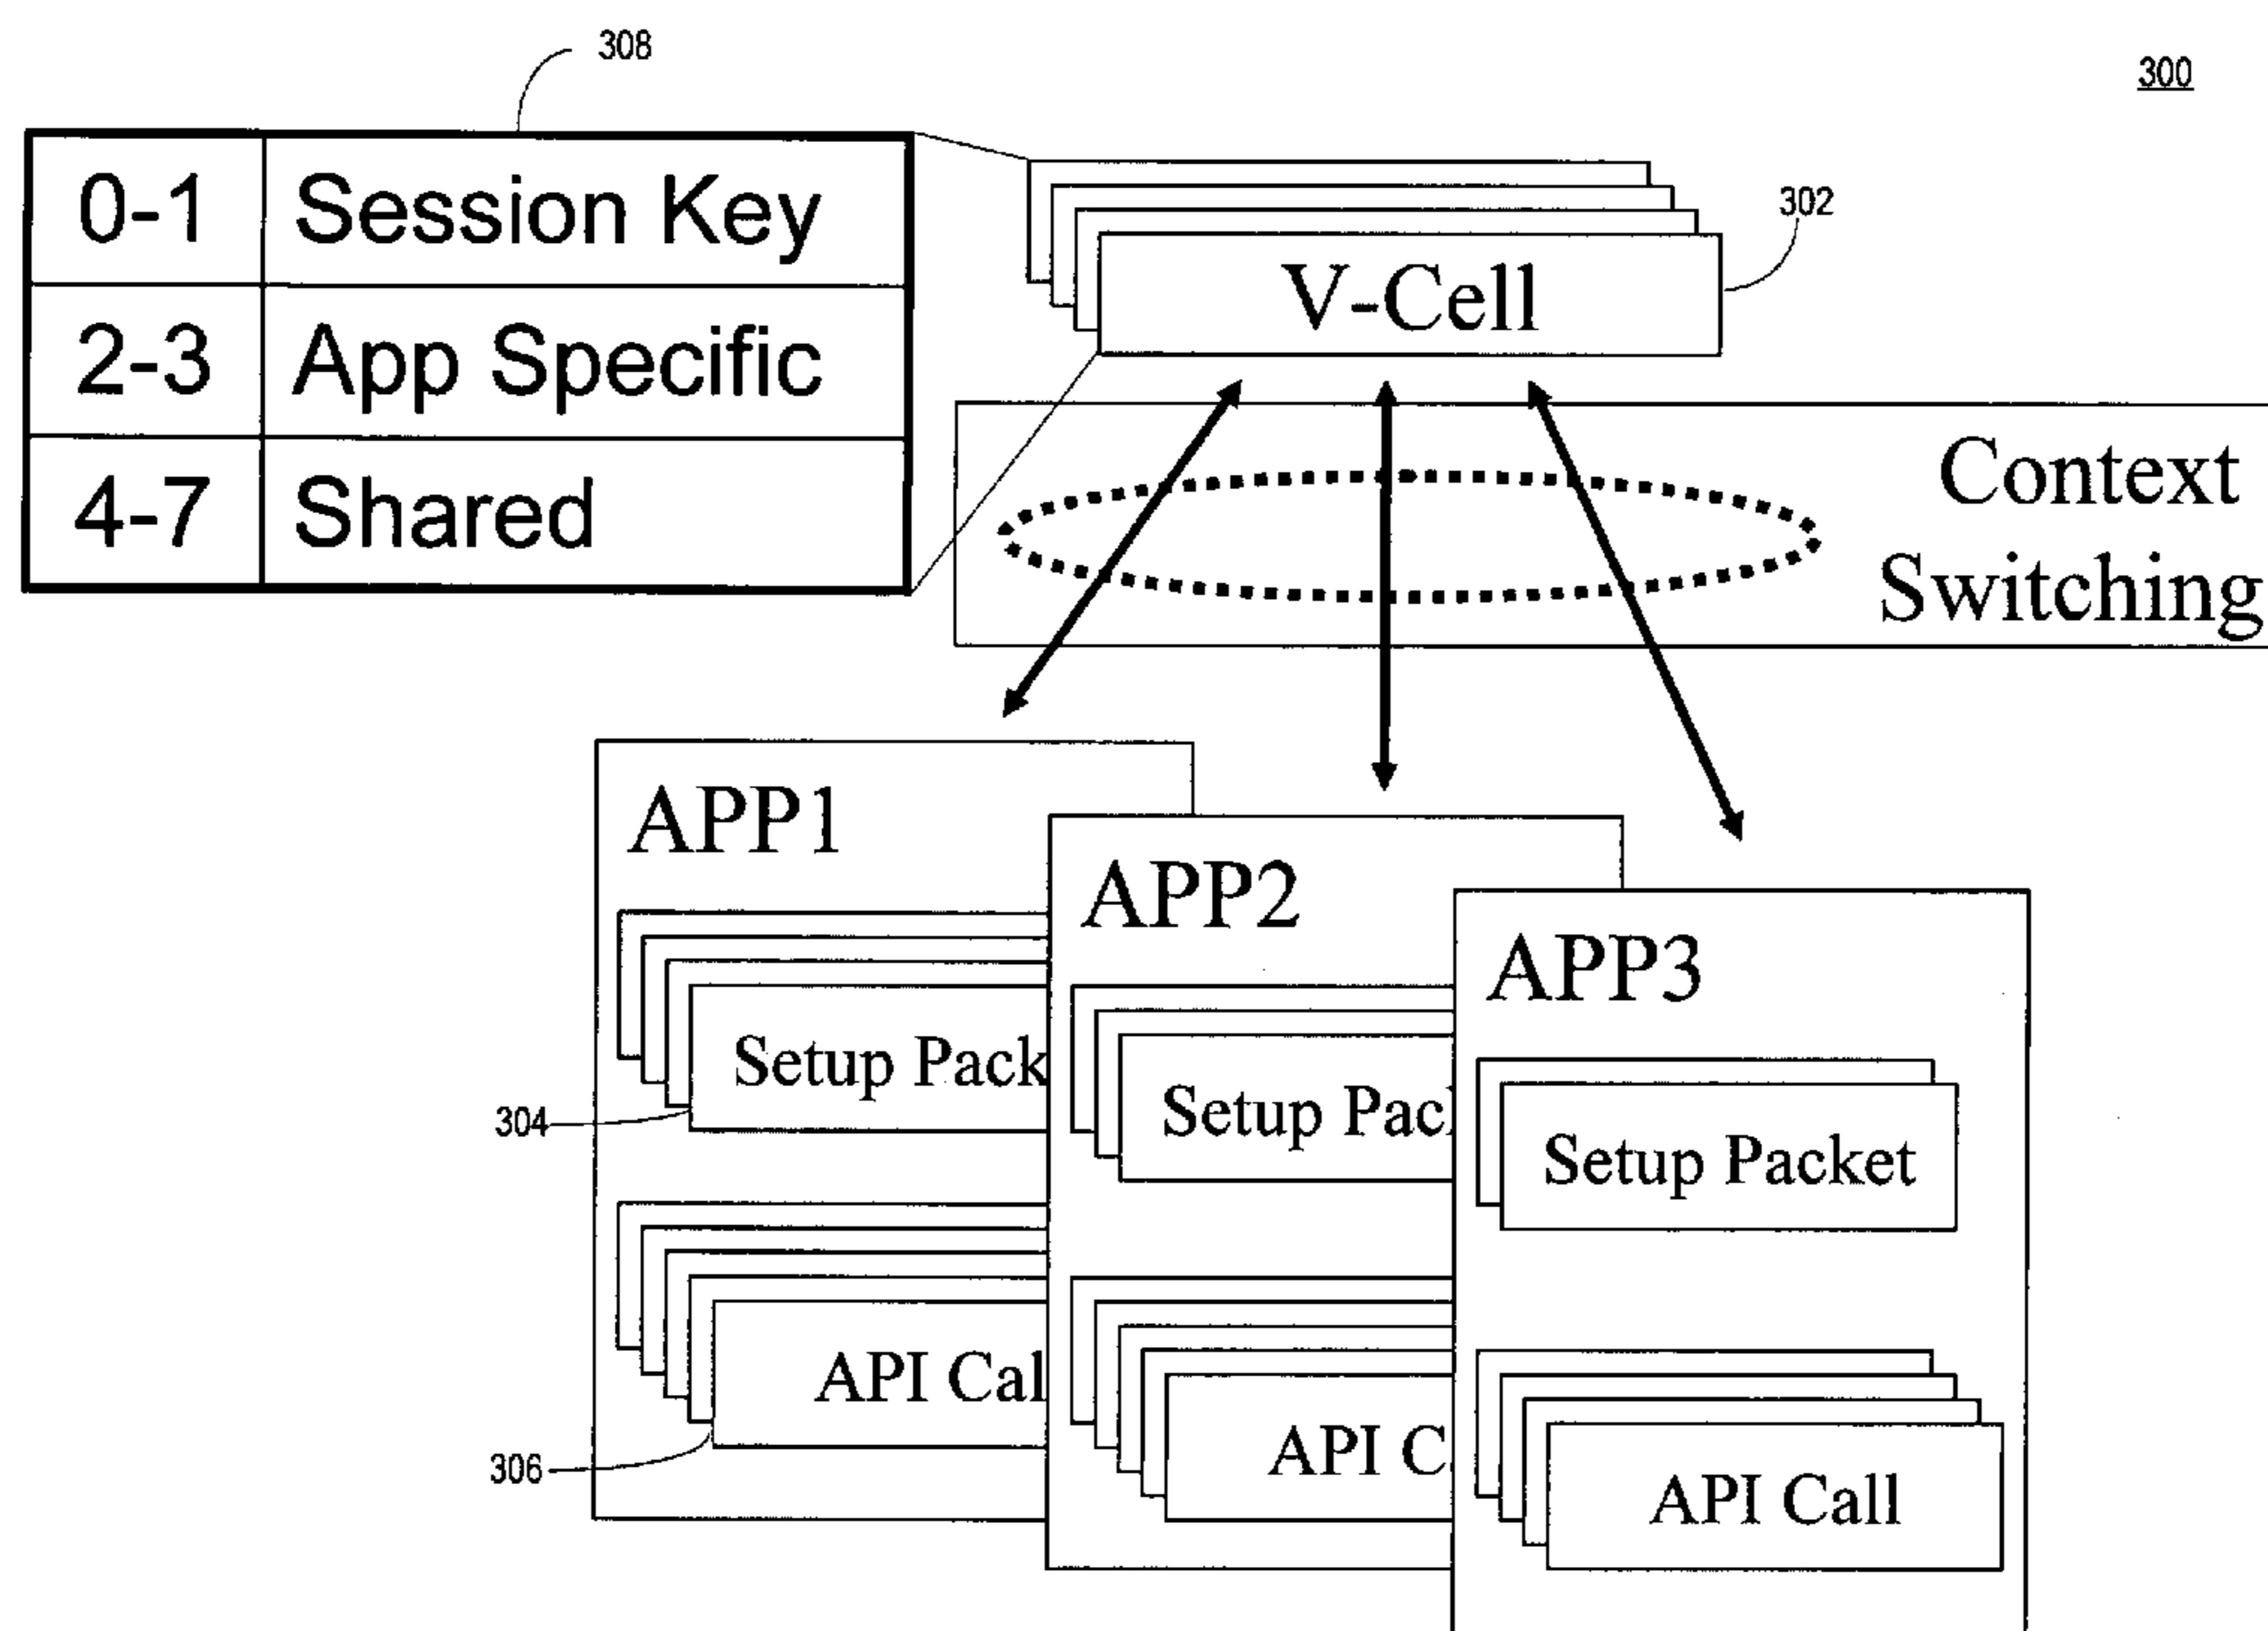 308
300
0-1 Session Key
2-3 App Specific
4-7 Shared
302
V-Cell
Context
Switching
APP1
APP2
APP3
Setup Pack
Setup Pac
Setup Packet
304
API Cal
API C
API Call
306